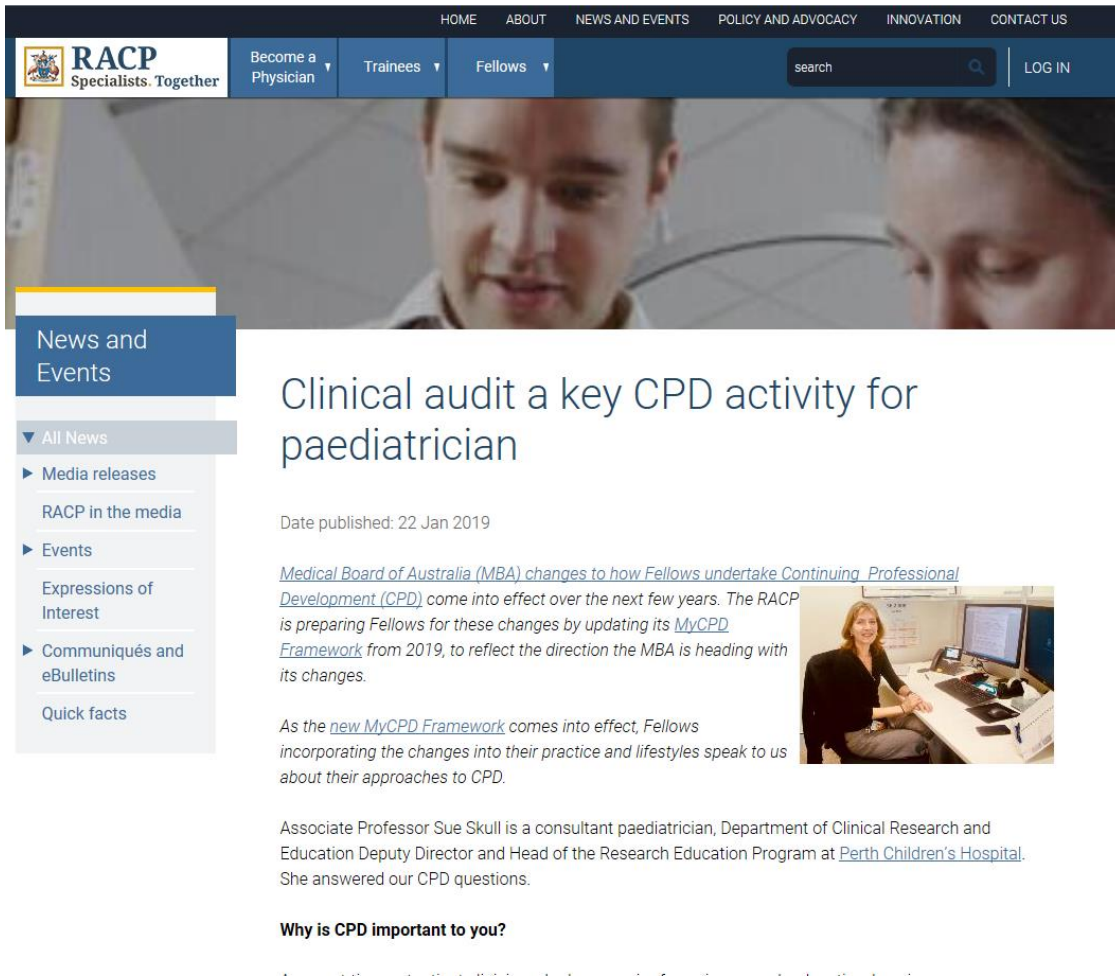 HOME ABOUT NEWS AND EVENTS POLICY AND ADVOCACY INNOVATION CONTACT US
RACP
Specialists. Together
Become a
Physician
Trainees
Fellows
search
LOG IN
News and
Events
All News
Media releases
RACP in the media
Events
Expressions of
Interest
Communiqués and
eBulletins
Quick facts
Clinical audit a key CPD activity for
paediatrician
Date published: 22 Jan 2019
Medical Board of Australia (MBA) changes to how Fellows undertake Continuing Professional
Development (CPD) come into effect over the next few years. The RACP
is preparing Fellows for these changes by updating its MyCPD
Framework from 2019, to reflect the direction the MBA is heading with
its changes.
As the new MyCPD Framework comes into effect, Fellows
incorporating the changes into their practice and lifestyles speak to us
about their approaches to CPD.
Associate Professor Sue Skull is a consultant paediatrician, Department of Clinical Research and
Education Deputy Director and Head of the Research Education Program at Perth Children's Hospital.
She answered our CPD questions.
Why is CPD important to you?